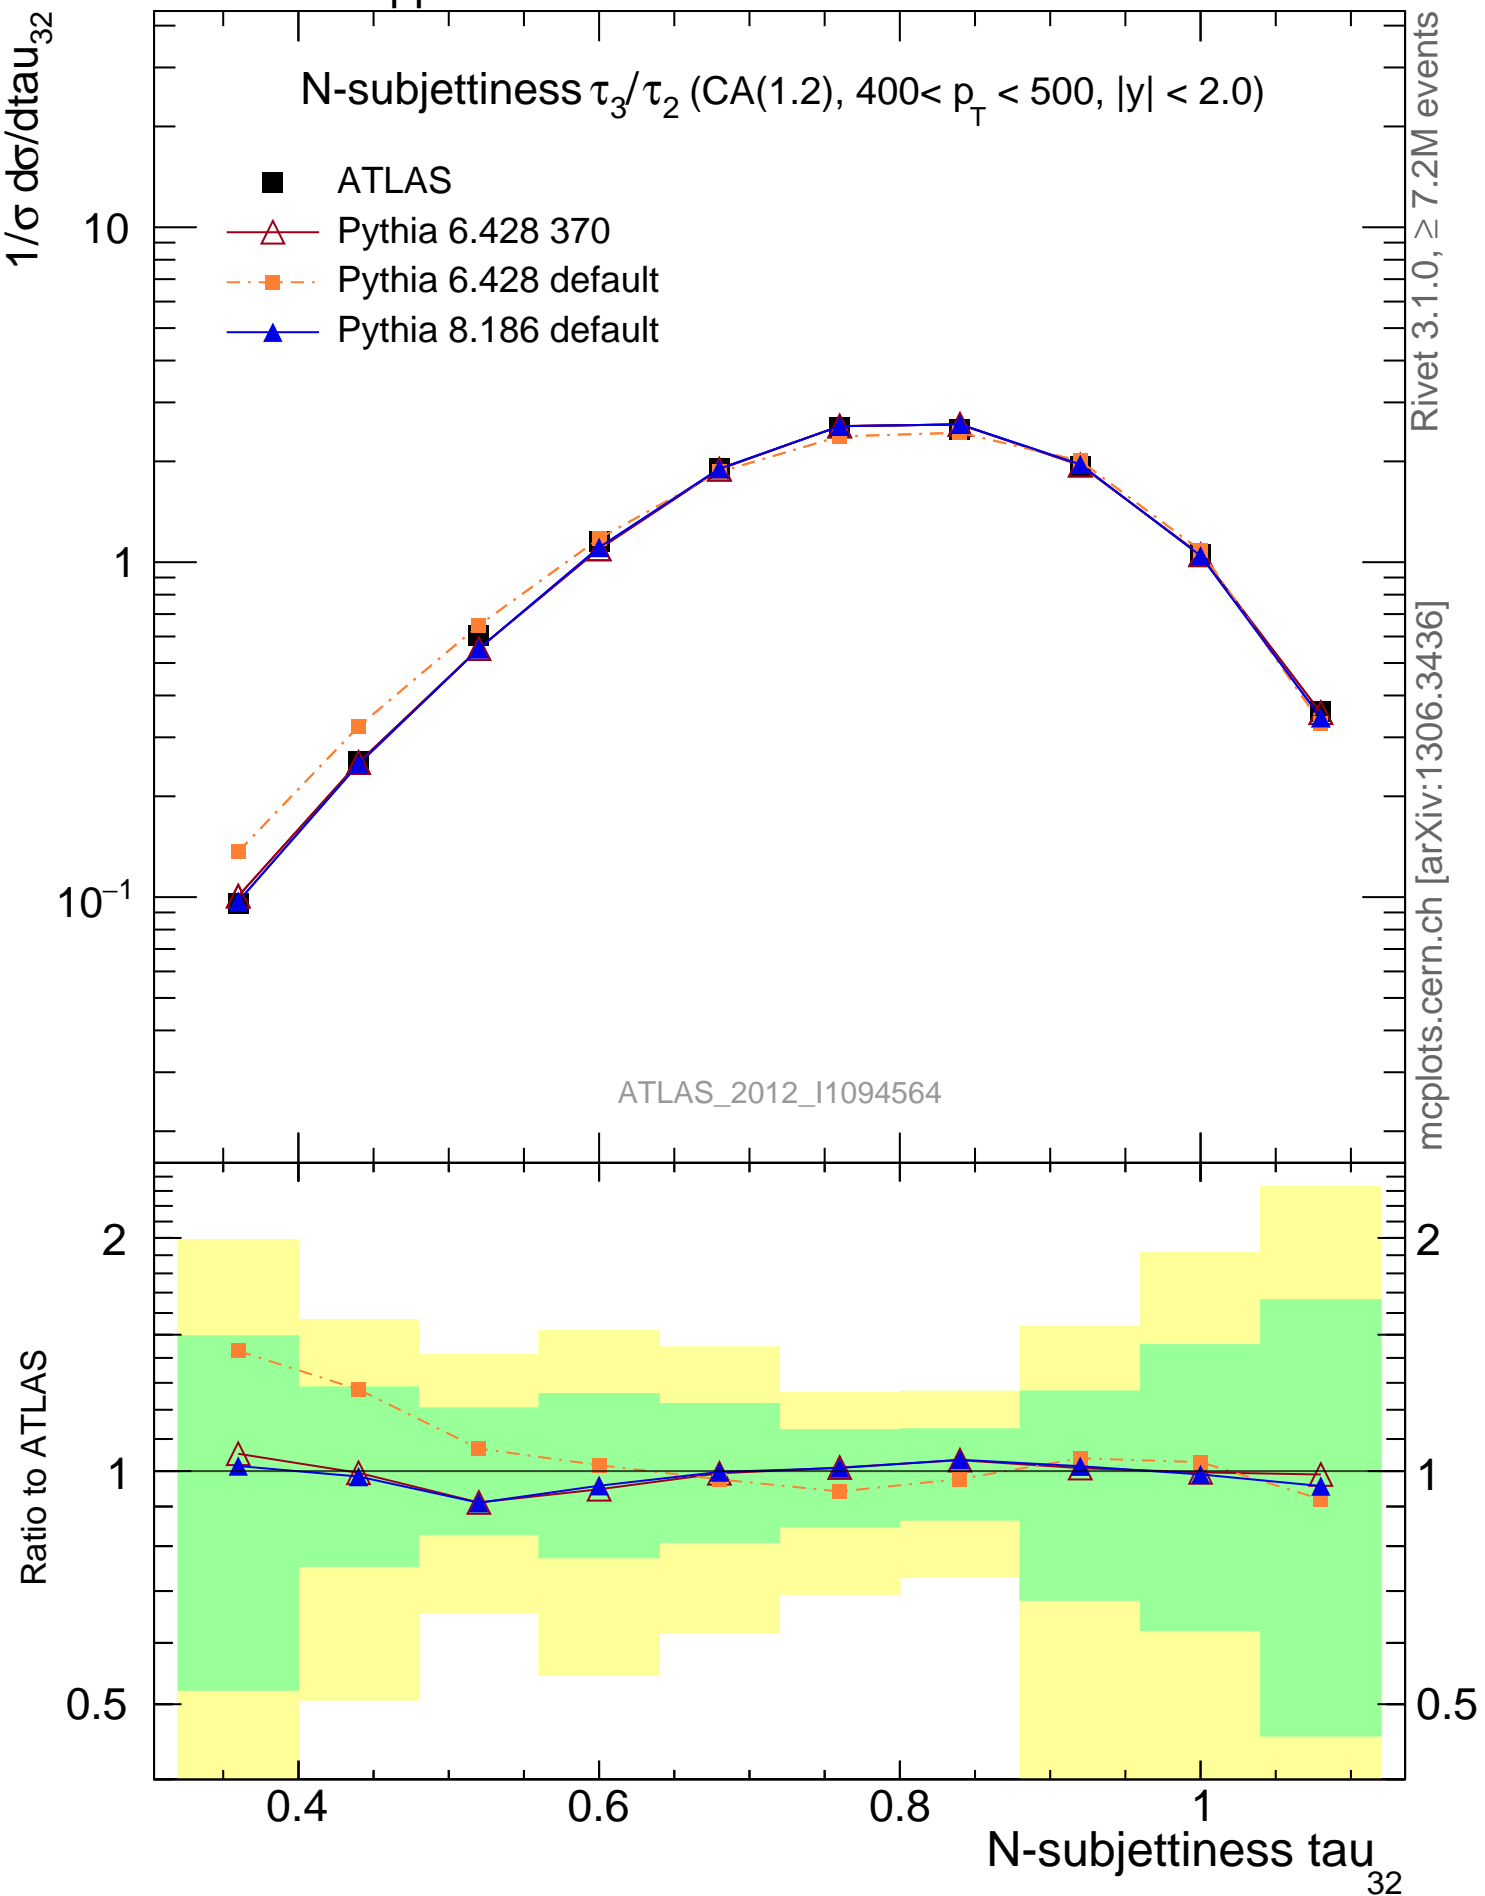 1/σ dσ/dtau32
N-subjettiness τ3/τ2 (CA(1.2), 400< pT < 500, |y| < 2.0)
ATLAS
Pythia 6.428 370
Pythia 6.428 default
Pythia 8.186 default
10
1
10−1
ATLAS_2012_I1094564
Rivet 3.1.0, ≥ 7.2M events
mcplots.cern.ch [arXiv:1306.3436]
Ratio to ATLAS
2
1
0.5
2
1
0.5
0.4 0.6 0.8 1
N-subjettiness tau32